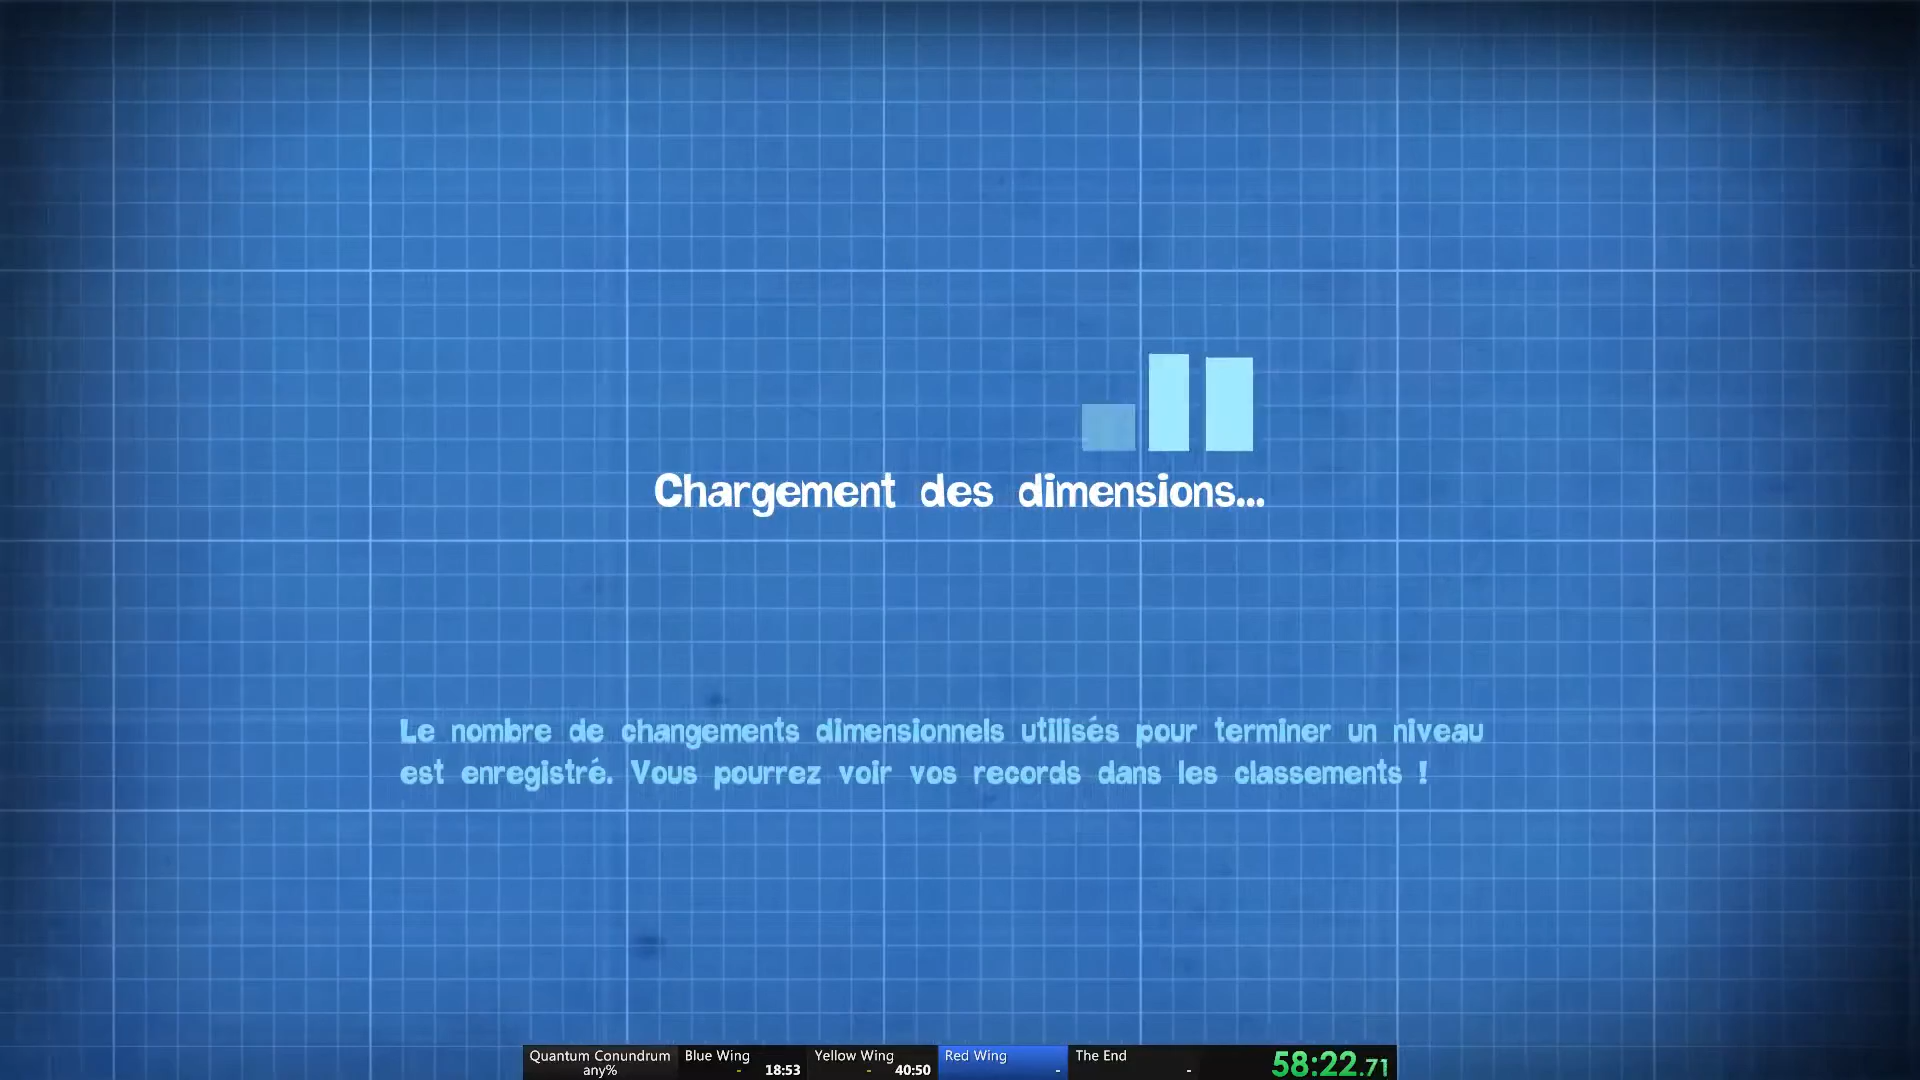 Chargement des dimensions...
Le nombre de changements dimensionnels utilisés pour terminer un niveau
est enregistré. Vous pourrez voir vos records dans les classements !
Quantum Conundrum
any%
Blue Wing
- 18:53
Yellow Wing
- 40:50
Red Wing
-
The End
-
58:22.71